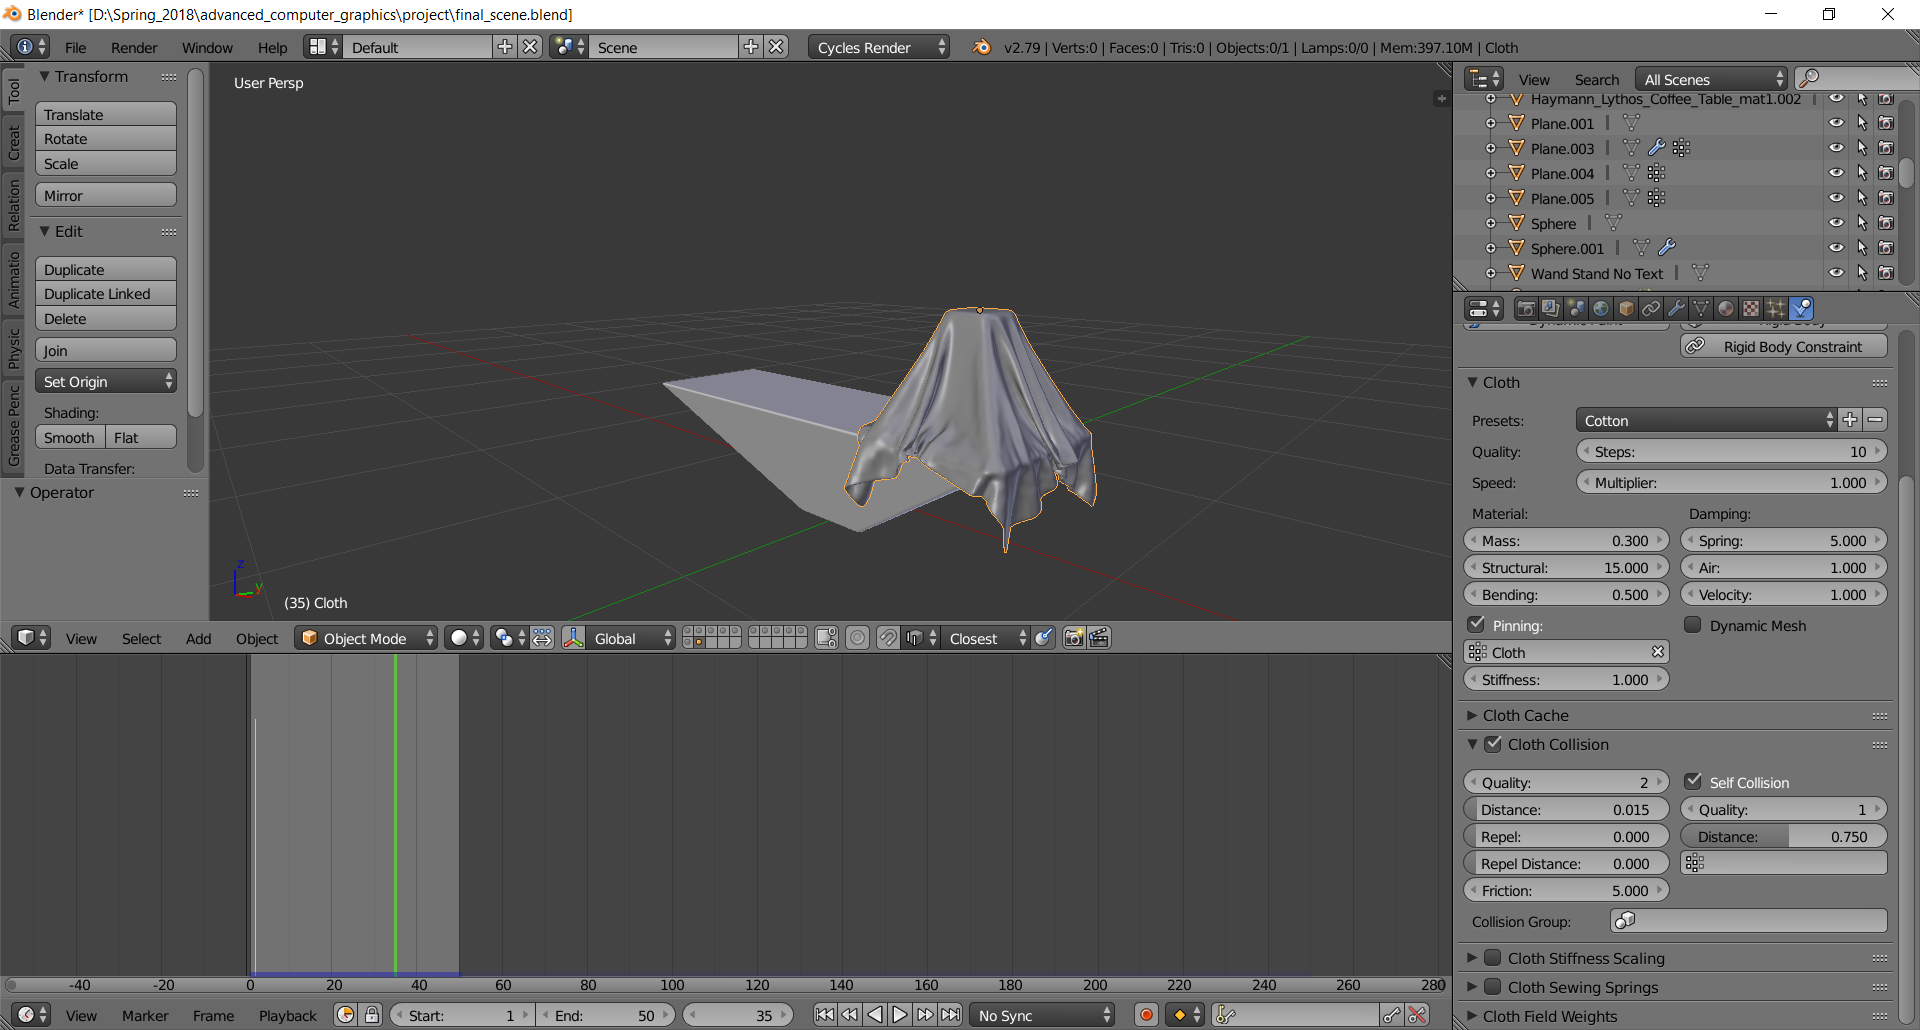 Blender* [D:\Spring_2018\advanced_computer_graphics\project\final_scene.blend]
File Render Window Help Default Scene Cycles Render v2.79 | Verts:0 | Faces:0 | Tris:0 | Objects:0/1 | Lamps:0/0 | Mem:397.10M | Cloth
Tool
Creat
Relation
Animatio
Physic
Grease Penc
Transform
Translate
Rotate
Scale
Mirror
Edit
Duplicate
Duplicate Linked
Delete
Join
Set Origin
Shading:
Smooth Flat
Data Transfer:
Operator
User Persp
z
y
(35) Cloth
View Select Add Object Object Mode Global Closest
View Search All Scenes
Haymann_Lythos_Coffee_Table_mat1.002
Plane.001
Plane.003
Plane.004
Plane.005
Sphere
Sphere.001
Wand Stand No Text
Dynamic Paint Rigid Body
Rigid Body Constraint
Cloth
Presets: Cotton
Quality: Steps: 10
Speed: Multiplier: 1.000
Material: Damping:
Mass: 0.300 Spring: 5.000
Structural: 15.000 Air: 1.000
Bending: 0.500 Velocity: 1.000
Pinning: Dynamic Mesh
Cloth
Stiffness: 1.000
Cloth Cache
Cloth Collision
Quality: 2 Self Collision
Distance: 0.015 Quality: 1
Repel: 0.000 Distance: 0.750
Repel Distance: 0.000
Friction: 5.000
Collision Group:
Cloth Stiffness Scaling
Cloth Sewing Springs
Cloth Field Weights
-40 -20 0 20 40 60 80 100 120 140 160 180 200 220 240 260 280
View Marker Frame Playback Start: 1 End: 50 35 No Sync